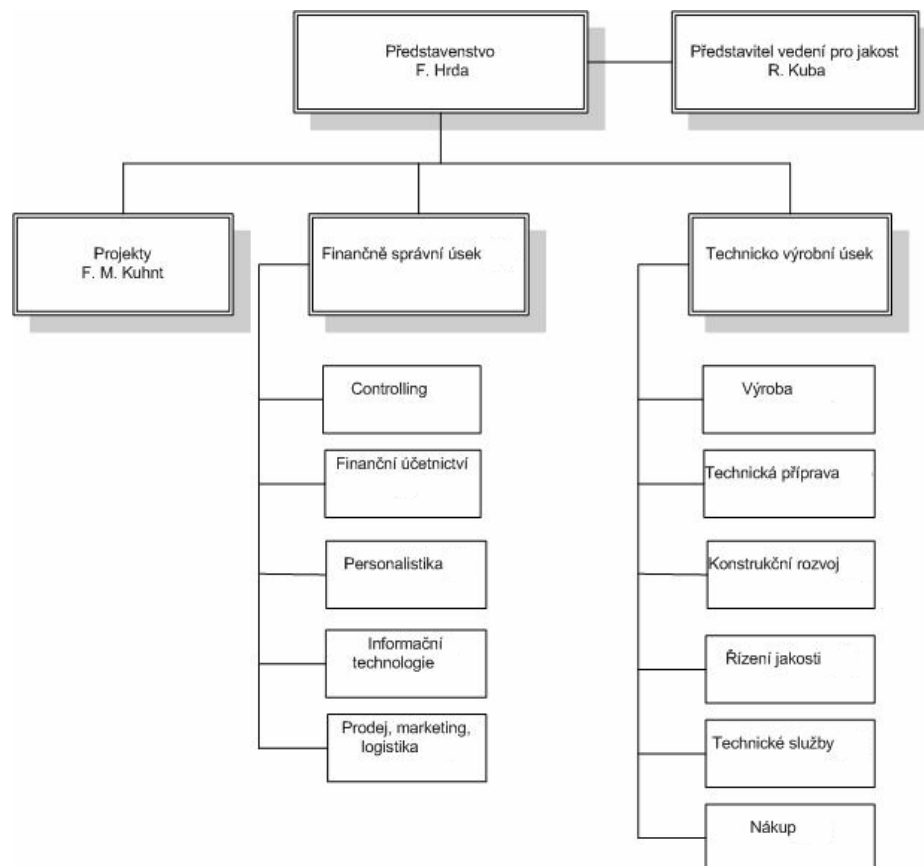 Představenstvo
F. Hrda
Představitel vedení pro jakost
R. Kuba
Projekty
F. M. Kuhnt
Finančně správní úsek
Technicko výrobní úsek
Controlling
Finanční účetnictví
Personalistika
Informační
technologie
Prodej, marketing,
logistika
Výroba
Technická příprava
Konstrukční rozvoj
Řízení jakosti
Technické služby
Nákup